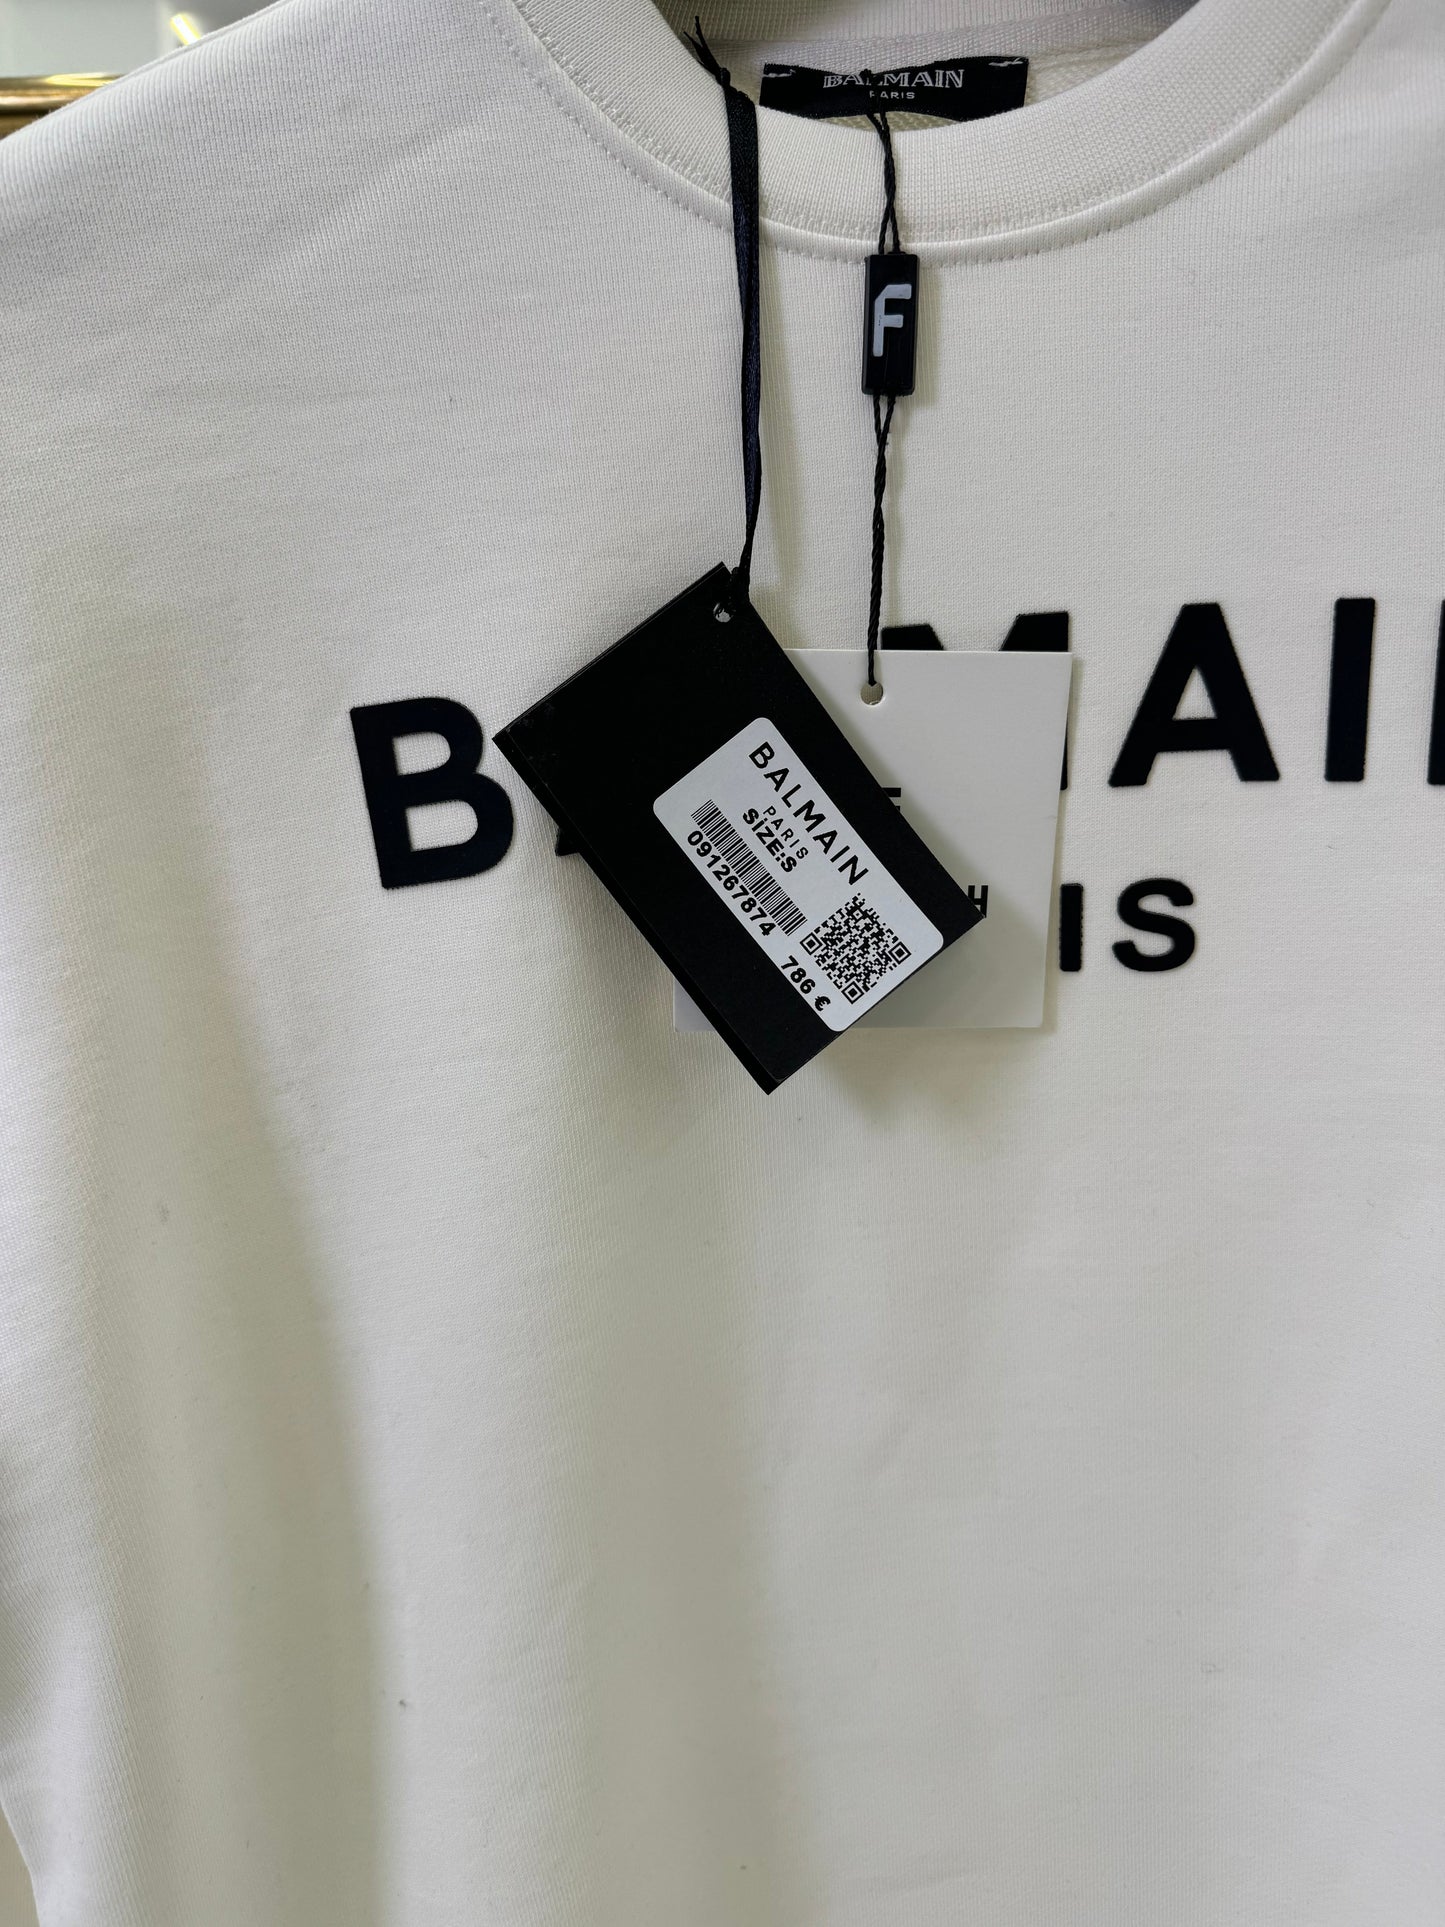 BALMAIN
PARIS
F
B MAI
IS
BALMAIN
PARIS
SİZE:S
091267874 786 €
H